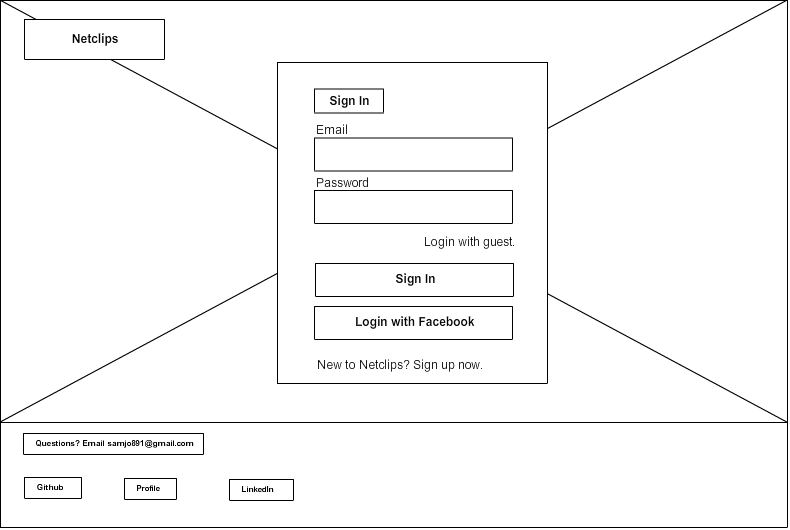 Netclips
Sign In
Email
Password
Login with guest.
Sign In
Login with Facebook
New to Netclips? Sign up now.
Questions? Email samjo891@gmail.com
Github
Profile
LinkedIn